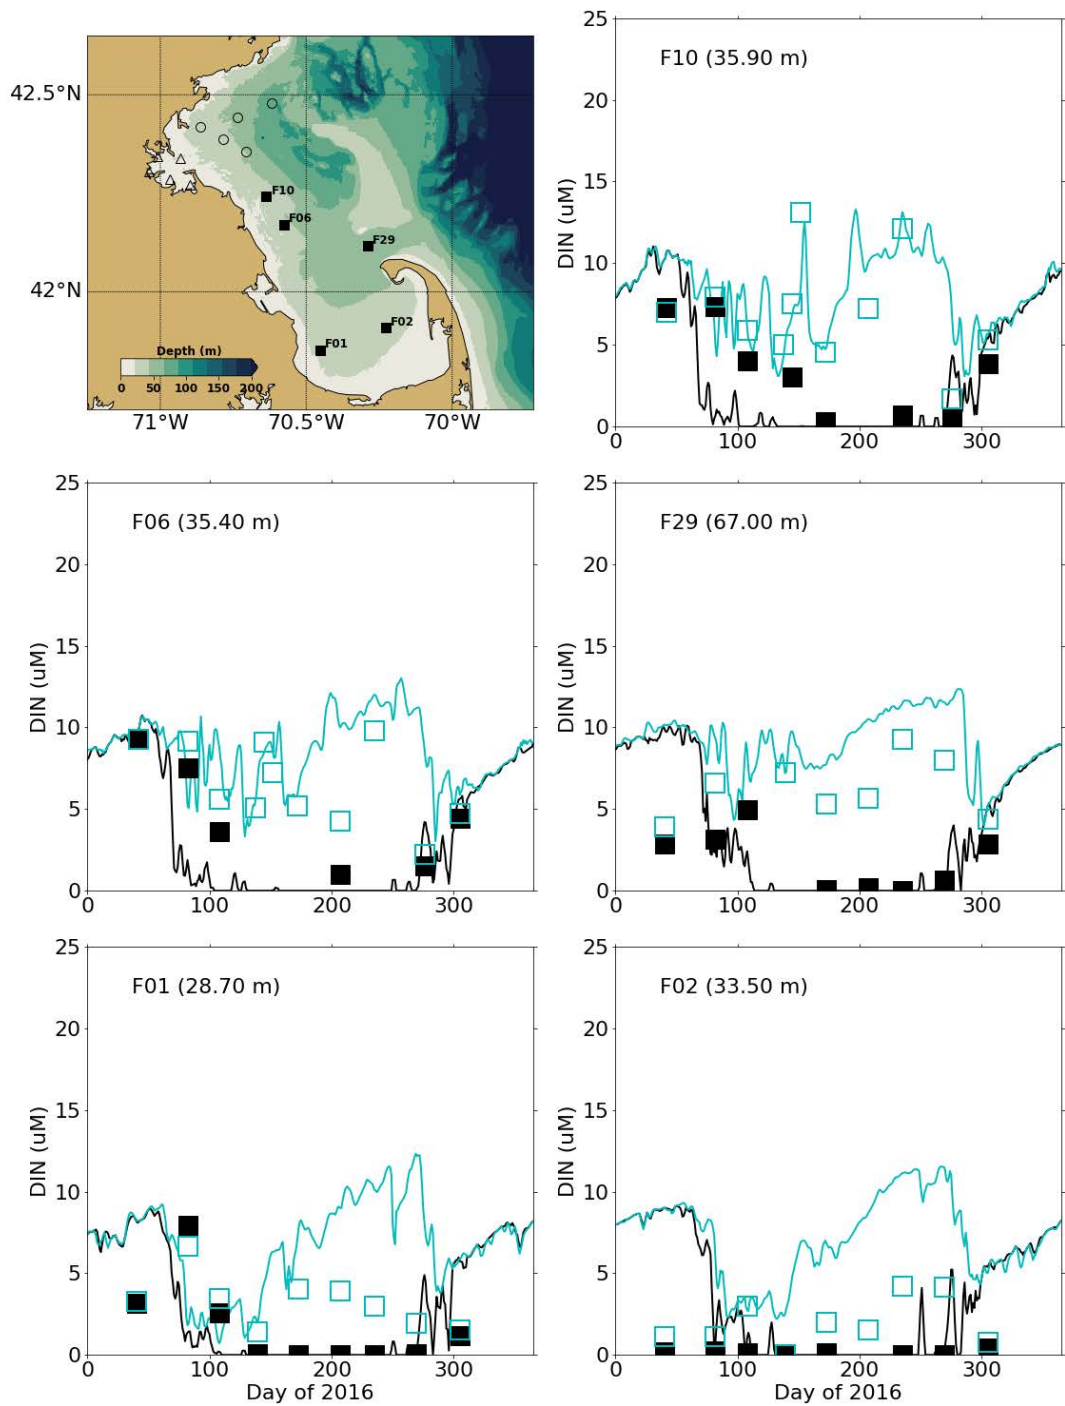 42.5°N
42°N
71°W 70.5°W 70°W
F10
F06
F29
F02
F01
Depth (m)
0 50 100 150 200
F10 (35.90 m)
DIN (uM)
25
20
15
10
5
0
0 100 200 300
F06 (35.40 m)
DIN (uM)
25
20
15
10
5
0
0 100 200 300
F29 (67.00 m)
DIN (uM)
25
20
15
10
5
0
0 100 200 300
F01 (28.70 m)
DIN (uM)
25
20
15
10
5
0
0 100 200 300
Day of 2016
F02 (33.50 m)
DIN (uM)
25
20
15
10
5
0
0 100 200 300
Day of 2016